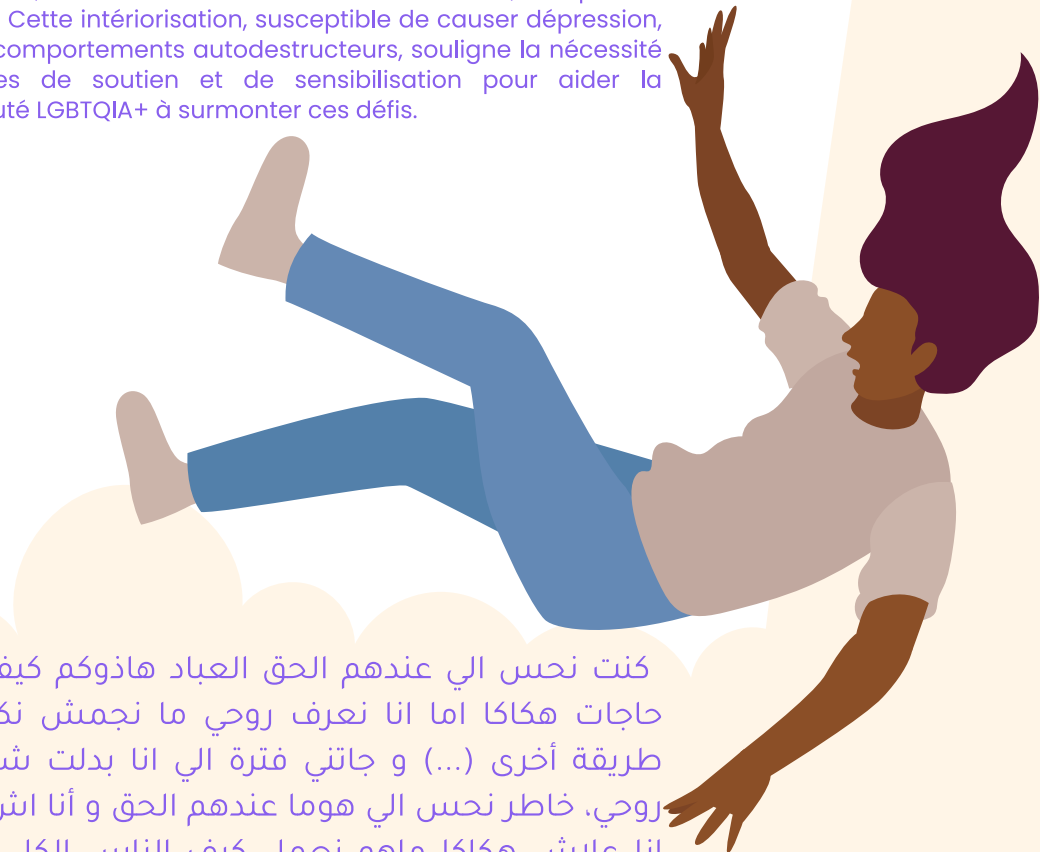 Cette intériorisation, susceptible de causer dépression,
comportements autodestructeurs, souligne la nécessité
es de soutien et de sensibilisation pour aider la
uté LGBTQIA+ à surmonter ces défis.
كنت نحس الي عندهم الحق العباد هاذوكم كيف
حاجات هكاكا اما انا نعرف روحي ما نجمش نك
طريقة أخرى (...) و جاتني فترة الي انا بدلت ش
روحي، خاطر نحس الي هوما عندهم الحق و أنا اش